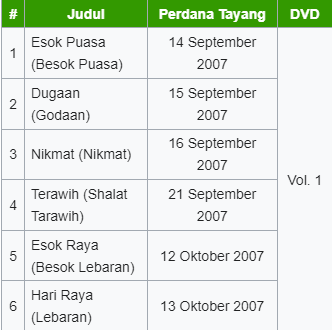 # Judul Perdana Tayang DVD
1 Esok Puasa (Besok Puasa) 14 September 2007 Vol. 1
2 Dugaan (Godaan) 15 September 2007
3 Nikmat (Nikmat) 16 September 2007
4 Terawih (Shalat Tarawih) 21 September 2007
5 Esok Raya (Besok Lebaran) 12 Oktober 2007
6 Hari Raya (Lebaran) 13 Oktober 2007